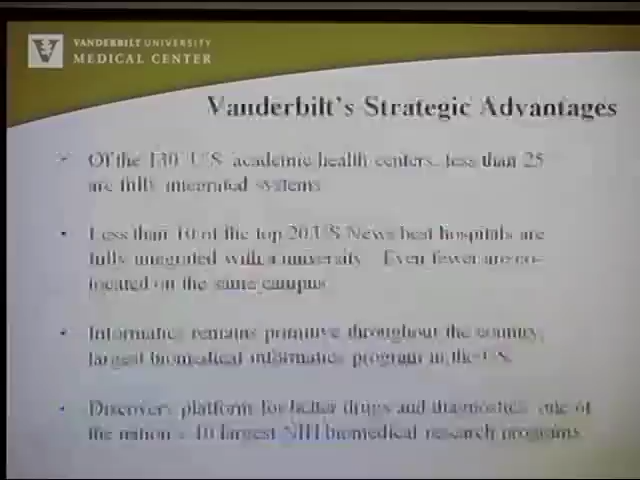 VANDERBILT UNIVERSITY
MEDICAL CENTER
Vanderbilt's Strategic Advantages
• Of the 130 U.S. academic health centers, less than 25
are fully integrated systems
• Less than 10 of the top 20 US News best hospitals are
fully integrated with a university. Even fewer are co-
located on the same campus
• Informatics remains primitive throughout the country,
largest biomedical informatics program in the US.
• Discovery platform for better drugs and diagnostics, one of
the nation's 10 largest NIH biomedical research programs